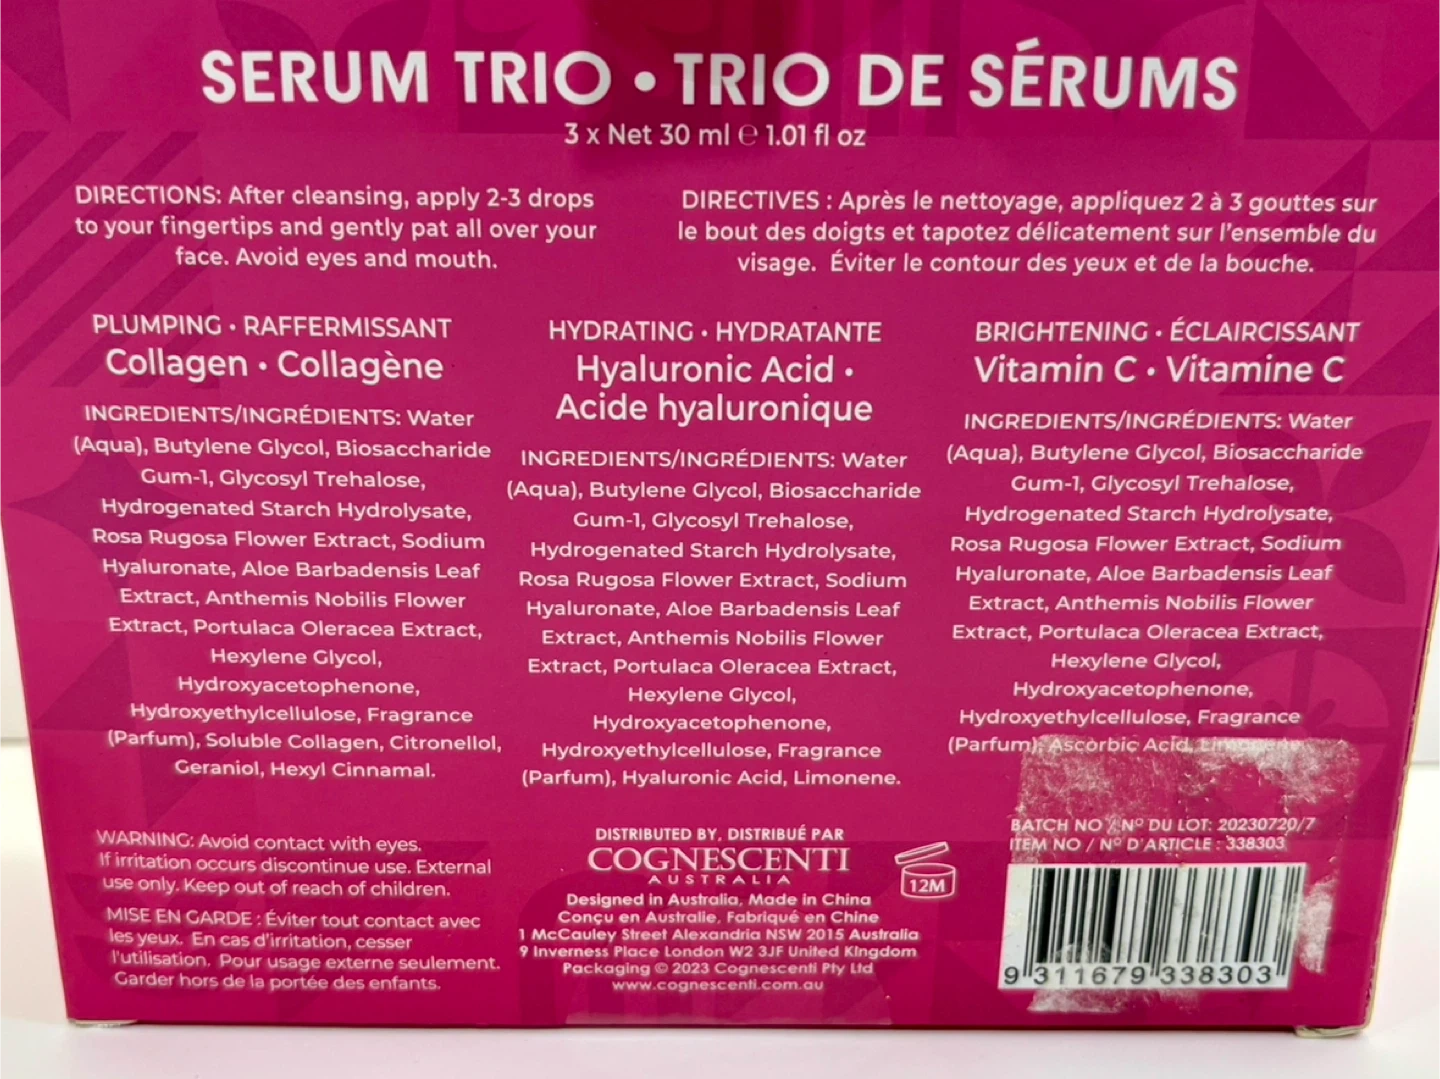 SERUM TRIO • TRIO DE SÉRUMS
3 x Net 30 ml ℮ 1.01 fl oz
DIRECTIONS: After cleansing, apply 2-3 drops
to your fingertips and gently pat all over your
face. Avoid eyes and mouth.
DIRECTIVES : Après le nettoyage, appliquez 2 à 3 gouttes sur
le bout des doigts et tapotez délicatement sur l'ensemble du
visage. Éviter le contour des yeux et de la bouche.
PLUMPING • RAFFERMISSANT
Collagen • Collagène
INGREDIENTS/INGRÉDIENTS: Water
(Aqua), Butylene Glycol, Biosaccharide
Gum-1, Glycosyl Trehalose,
Hydrogenated Starch Hydrolysate,
Rosa Rugosa Flower Extract, Sodium
Hyaluronate, Aloe Barbadensis Leaf
Extract, Anthemis Nobilis Flower
Extract, Portulaca Oleracea Extract,
Hexylene Glycol,
Hydroxyacetophenone,
Hydroxyethylcellulose, Fragrance
(Parfum), Soluble Collagen, Citronellol,
Geraniol, Hexyl Cinnamal.
HYDRATING • HYDRATANTE
Hyaluronic Acid •
Acide hyaluronique
INGREDIENTS/INGRÉDIENTS: Water
(Aqua), Butylene Glycol, Biosaccharide
Gum-1, Glycosyl Trehalose,
Hydrogenated Starch Hydrolysate,
Rosa Rugosa Flower Extract, Sodium
Hyaluronate, Aloe Barbadensis Leaf
Extract, Anthemis Nobilis Flower
Extract, Portulaca Oleracea Extract,
Hexylene Glycol,
Hydroxyacetophenone,
Hydroxyethylcellulose, Fragrance
(Parfum), Hyaluronic Acid, Limonene.
BRIGHTENING • ÉCLAIRCISSANT
Vitamin C • Vitamine C
INGREDIENTS/INGRÉDIENTS: Water
(Aqua), Butylene Glycol, Biosaccharide
Gum-1, Glycosyl Trehalose,
Hydrogenated Starch Hydrolysate,
Rosa Rugosa Flower Extract, Sodium
Hyaluronate, Aloe Barbadensis Leaf
Extract, Anthemis Nobilis Flower
Extract, Portulaca Oleracea Extract,
Hexylene Glycol,
Hydroxyacetophenone,
Hydroxyethylcellulose, Fragrance
(Parfum), Ascorbic Acid, Limonene.
WARNING: Avoid contact with eyes.
If irritation occurs discontinue use. External
use only. Keep out of reach of children.
MISE EN GARDE : Éviter tout contact avec
les yeux. En cas d'irritation, cesser
l'utilisation. Pour usage externe seulement.
Garder hors de la portée des enfants.
DISTRIBUTED BY, DISTRIBUÉ PAR
COGNESCENTI
AUSTRALIA
Designed in Australia, Made in China
Conçu en Australie, Fabriqué en Chine
1 McCauley Street Alexandria NSW 2015 Australia
9 Inverness Place London W2 3JF United Kingdom
Packaging © 2023 Cognescenti Pty Ltd
www.cognescenti.com.au
12M
BATCH NO / Nº DU LOT: 20230720/7
ITEM NO / Nº D'ARTICLE : 338303
9 311679 338303